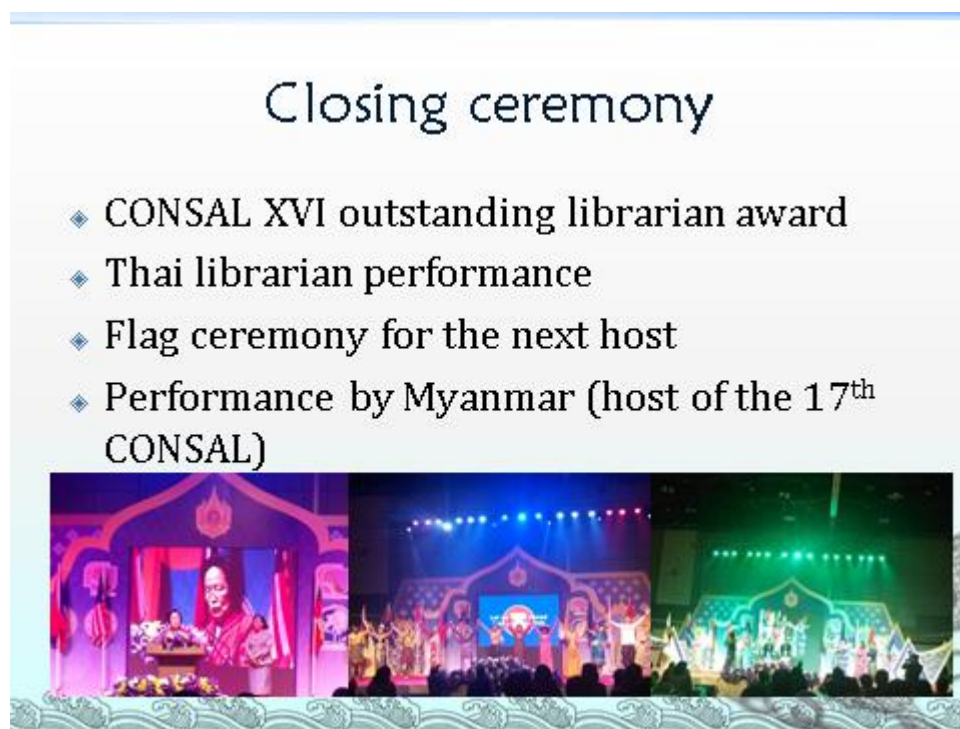 Closing ceremony
CONSAL XVI outstanding librarian award
Thai librarian performance
Flag ceremony for the next host
Performance by Myanmar (host of the 17th
CONSAL)